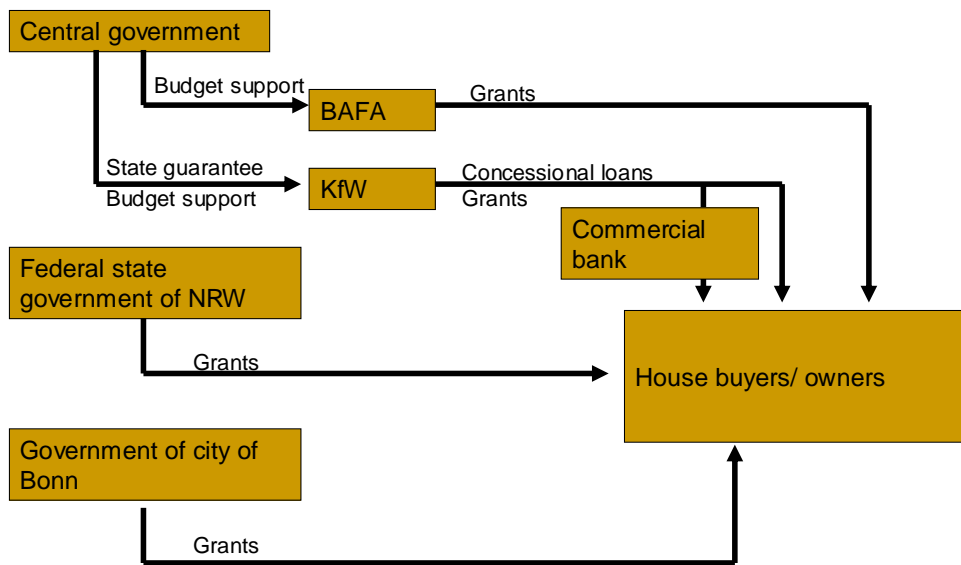 Central government
Budget support
BAFA
Grants
State guarantee
Budget support
KfW
Concessional loans
Grants
Commercial
bank
Federal state
government of NRW
Grants
House buyers/ owners
Government of city of
Bonn
Grants